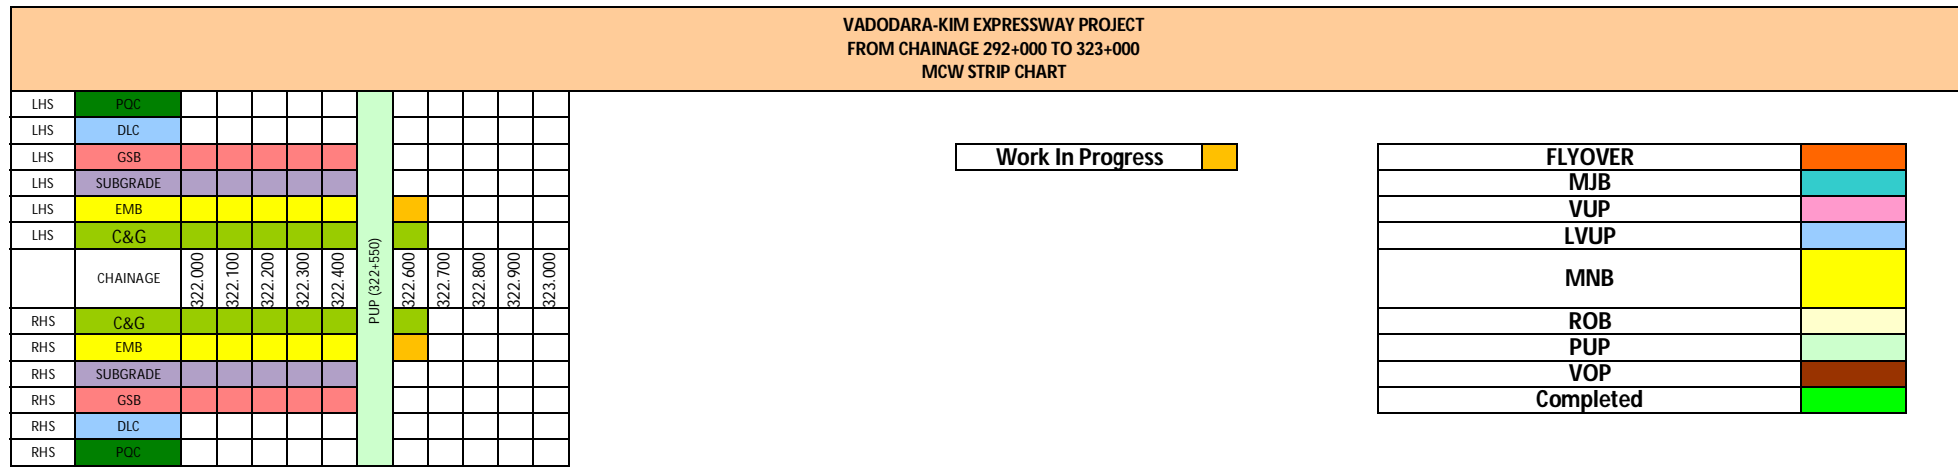 VADODARA-KIM EXPRESSWAY PROJECT
FROM CHAINAGE 292+000 TO 323+000
MCW STRIP CHART
LHS PQC
LHS DLC
LHS GSB
LHS SUBGRADE
LHS EMB
LHS C&G
CHAINAGE 322.000 322.100 322.200 322.300 322.400 PUP (322+550) 322.600 322.700 322.800 322.900 323.000
RHS C&G
RHS EMB
RHS SUBGRADE
RHS GSB
RHS DLC
RHS PQC
Work In Progress
FLYOVER
MJB
VUP
LVUP
MNB
ROB
PUP
VOP
Completed